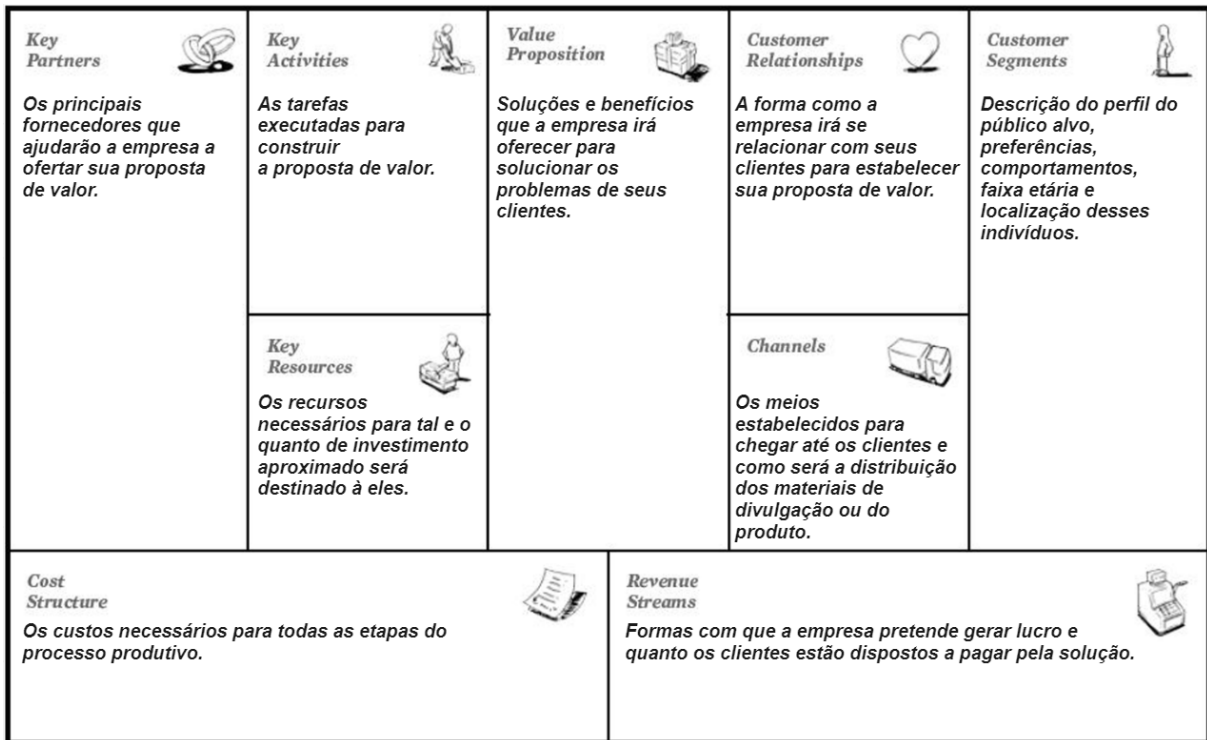 Key
Partners
Os principais
fornecedores que
ajudarão a empresa a
ofertar sua proposta
de valor.
Key
Activities
As tarefas
executadas para
construir
a proposta de valor.
Key
Resources
Os recursos
necessários para tal e o
quanto de investimento
aproximado será
destinado à eles.
Value
Proposition
Soluções e benefícios
que a empresa irá
oferecer para
solucionar os
problemas de seus
clientes.
Customer
Relationships
A forma como a
empresa irá se
relacionar com seus
clientes para estabelecer
sua proposta de valor.
Channels
Os meios
estabelecidos para
chegar até os clientes e
como será a distribuição
dos materiais de
divulgação ou do
produto.
Customer
Segments
Descrição do perfil do
público alvo,
preferências,
comportamentos,
faixa etária e
localização desses
indivíduos.
Cost
Structure
Os custos necessários para todas as etapas do
processo produtivo.
Revenue
Streams
Formas com que a empresa pretende gerar lucro e
quanto os clientes estão dispostos a pagar pela solução.